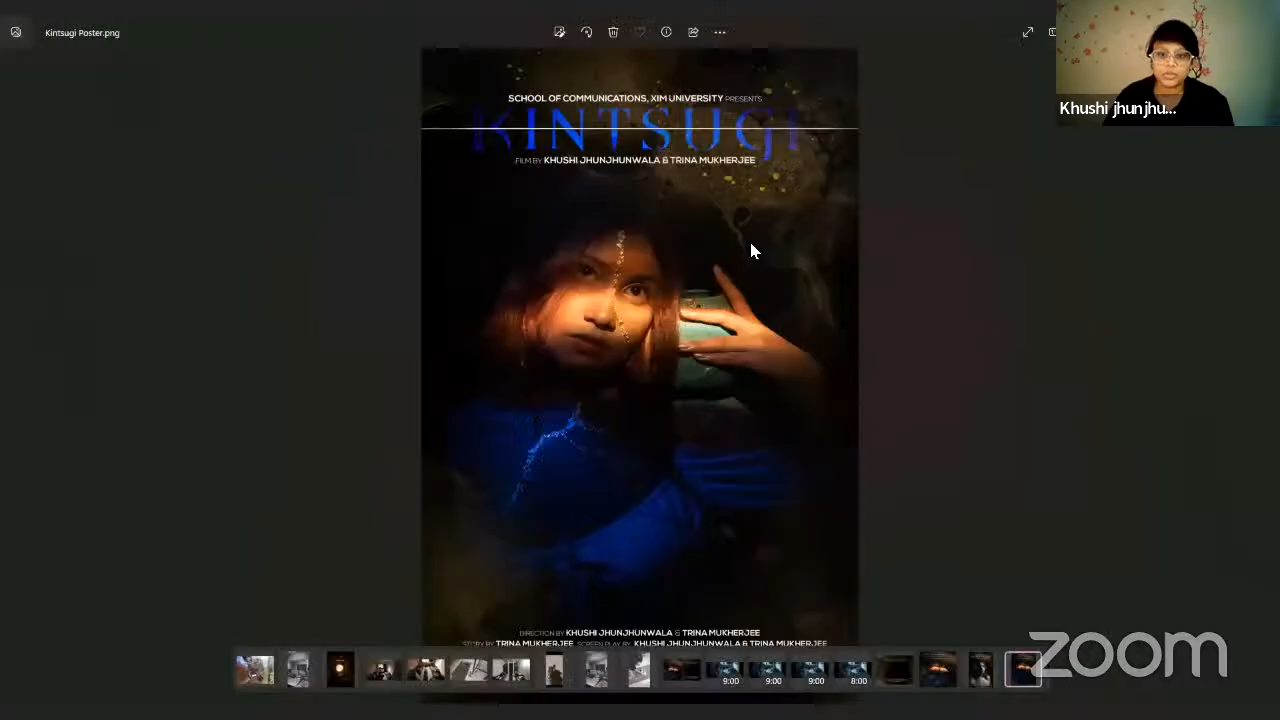 Kintsugi Poster.png
SCHOOL OF COMMUNICATIONS, XIM UNIVERSITY PRESENTS
KINTSUGI
FILM BY KHUSHI JHUNJHUNWALA & TRINA MUKHERJEE
Khushi jhunjhu...
DIRECTION BY KHUSHI JHUNJHUNWALA & TRINA MUKHERJEE
STORY BY TRINA MUKHERJEE SCREEN PLAY BY KHUSHI JHUNJHUNWALA & TRINA MUKHERJEE
9:00
9:00
9:00
8:00
zoom